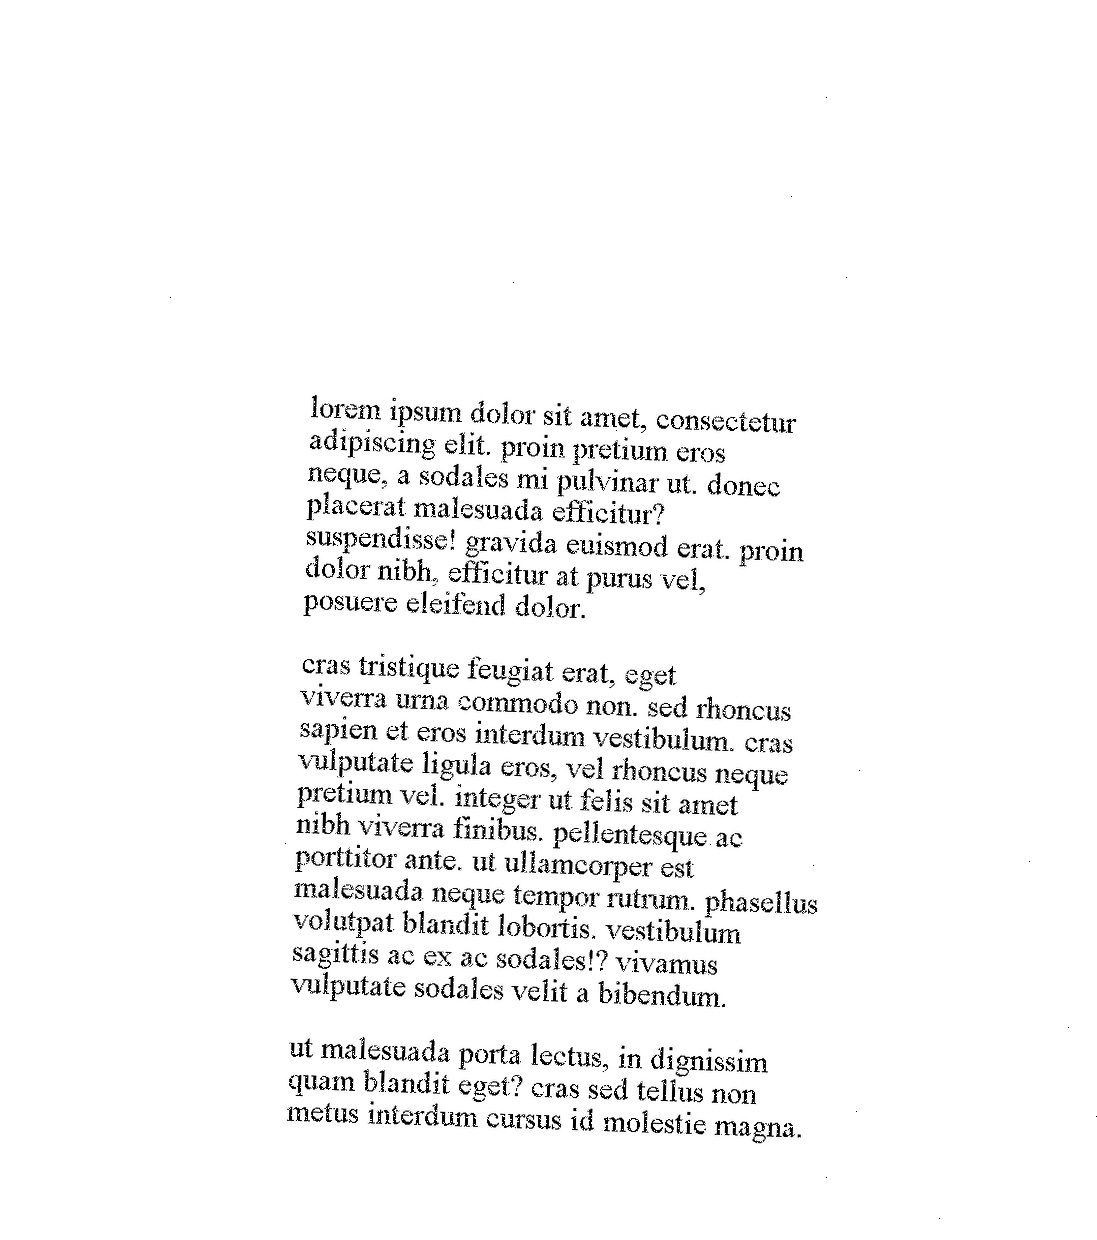 lorem ipsum dolor sit amet, consectetur
adipiscing elit. proin pretium eros
neque, a sodales mi pulvinar ut. donec
placerat malesuada efficitur?
suspendisse! gravida euismod erat. proin
dolor nibh, efficitur at purus vel,
posuere eleifend dolor.

cras tristique feugiat erat, eget
viverra urna commodo non. sed rhoncus
sapien et eros interdum vestibulum. cras
vulputate ligula eros, vel rhoncus neque
pretium vel. integer ut felis sit amet
nibh viverra finibus. pellentesque ac
porttitor ante. ut ullamcorper est
malesuada neque tempor rutrum. phasellus
volutpat blandit lobortis. vestibulum
sagittis ac ex ac sodales!? vivamus
vulputate sodales velit a bibendum.

ut malesuada porta lectus, in dignissim
quam blandit eget? cras sed tellus non
metus interdum cursus id molestie magna.